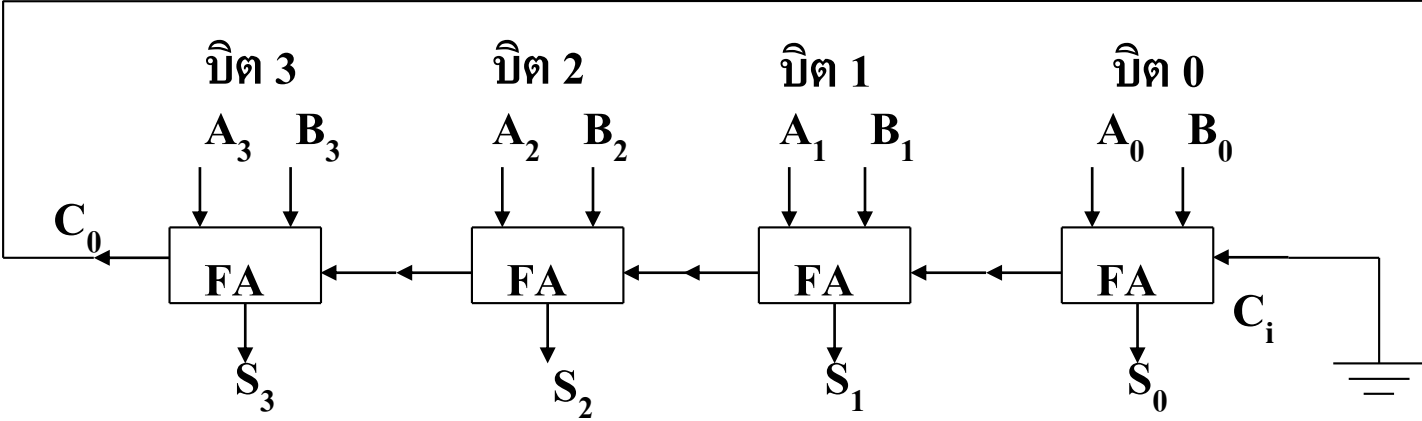 บิต 3 บิต 2 บิต 1 บิต 0
A3 B3 A2 B2 A1 B1 A0 B0
C0
FA FA FA FA
Ci
S3 S2 S1 S0